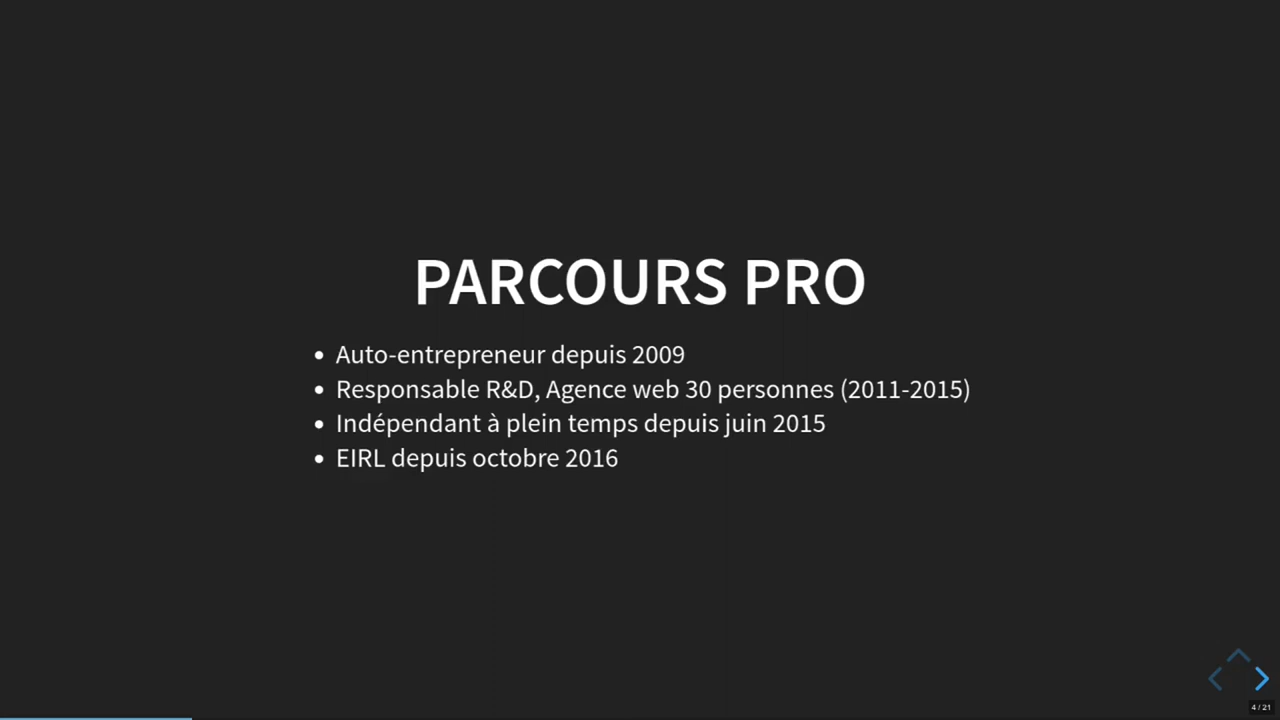 PARCOURS PRO
• Auto-entrepreneur depuis 2009
• Responsable R&D, Agence web 30 personnes (2011-2015)
• Indépendant à plein temps depuis juin 2015
• EIRL depuis octobre 2016
4 / 21